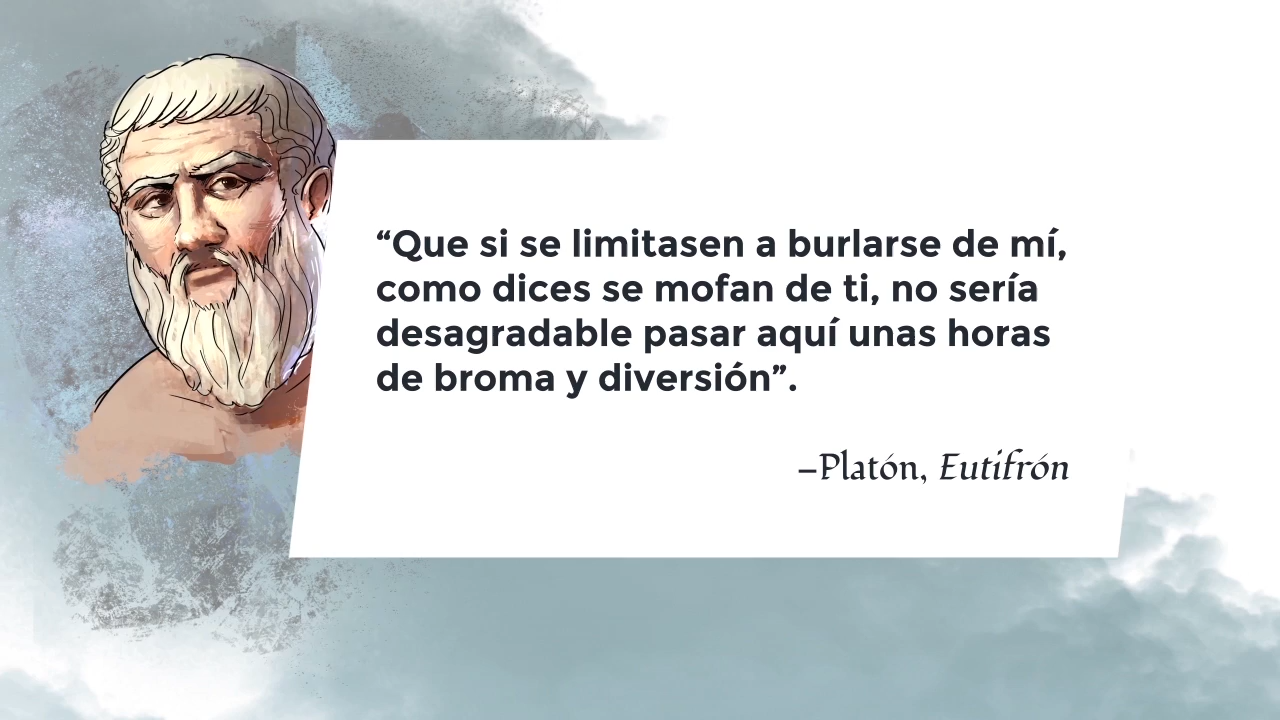 “Que si se limitasen a burlarse de mí,
como dices se mofan de ti, no sería
desagradable pasar aquí unas horas
de broma y diversión”.
–Platón, Eutifrón